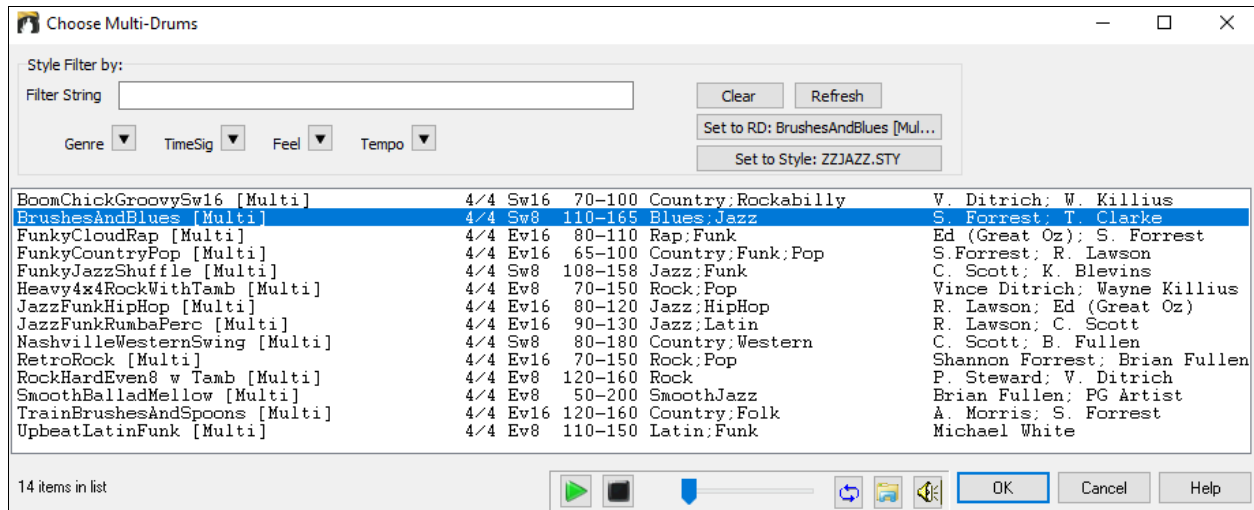 Choose Multi-Drums
Style Filter by:
Filter String
Clear Refresh
Genre TimeSig Feel Tempo
Set to RD: BrushesAndBlues [Mul...
Set to Style: ZZJAZZ.STY
BoomChickGroovySw16 [Multi] 4/4 Sw16 70-100 Country;Rockabilly V. Ditrich; W. Killius
BrushesAndBlues [Multi] 4/4 Sw8 110-165 Blues;Jazz S. Forrest; T. Clarke
FunkyCloudRap [Multi] 4/4 Ev16 80-110 Rap;Funk Ed (Great Oz); S. Forrest
FunkyCountryPop [Multi] 4/4 Ev16 65-100 Country;Funk;Pop S.Forrest; R. Lawson
FunkyJazzShuffle [Multi] 4/4 Sw8 108-158 Jazz;Funk C. Scott; K. Blevins
Heavy4x4RockWithTamb [Multi] 4/4 Ev8 70-150 Rock;Pop Vince Ditrich; Wayne Killius
JazzFunkHipHop [Multi] 4/4 Ev16 80-120 Jazz;HipHop R. Lawson; Ed (Great Oz)
JazzFunkRumbaPerc [Multi] 4/4 Ev16 90-130 Jazz;Latin R. Lawson; C. Scott
NashvilleWesternSwing [Multi] 4/4 Sw8 80-180 Country;Western C. Scott; B. Fullen
RetroRock [Multi] 4/4 Ev16 70-150 Rock;Pop Shannon Forrest; Brian Fullen
RockHardEven8 w Tamb [Multi] 4/4 Ev8 120-160 Rock P. Steward; V. Ditrich
SmoothBalladMellow [Multi] 4/4 Ev8 50-200 SmoothJazz Brian Fullen; PG Artist
TrainBrushesAndSpoons [Multi] 4/4 Ev16 120-160 Country;Folk A. Morris; S. Forrest
UpbeatLatinFunk [Multi] 4/4 Ev8 110-150 Latin;Funk Michael White
14 items in list
OK Cancel Help